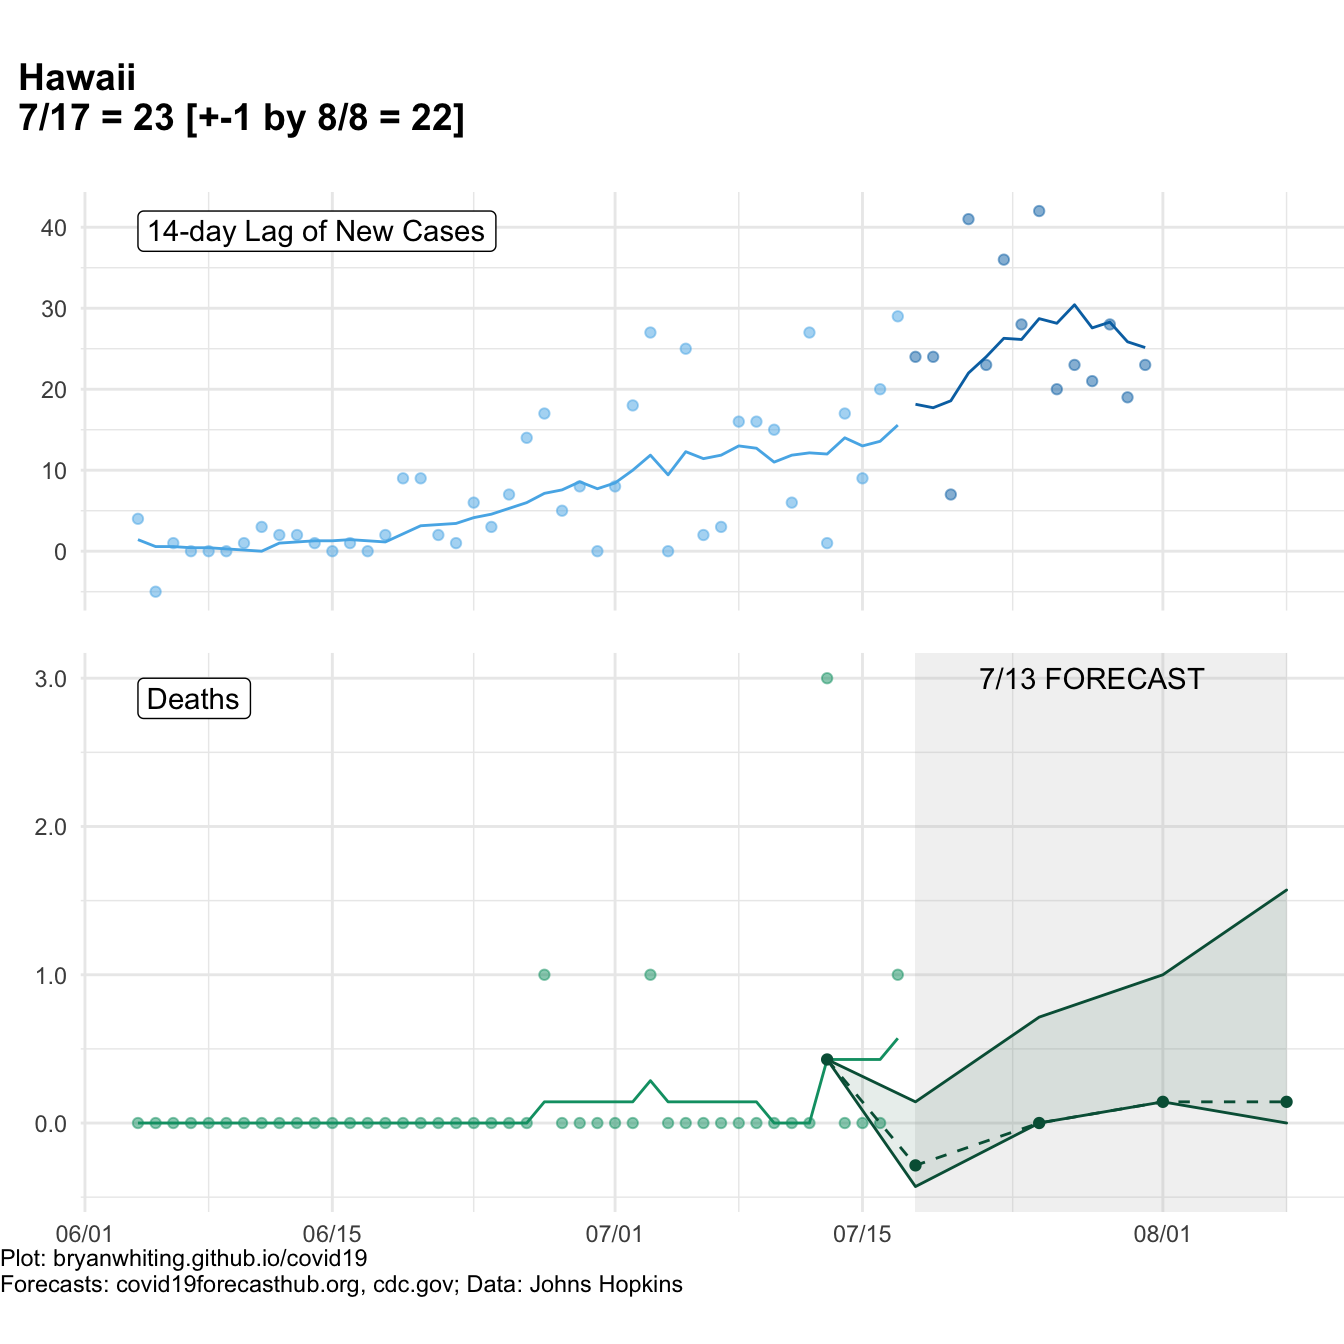 Hawaii
7/17 = 23 [+-1 by 8/8 = 22]
14-day Lag of New Cases
40
30
20
10
0
Deaths
7/13 FORECAST
3.0
2.0
1.0
0.0
06/01 06/15 07/01 07/15 08/01
Plot: bryanwhiting.github.io/covid19
Forecasts: covid19forecasthub.org, cdc.gov; Data: Johns Hopkins